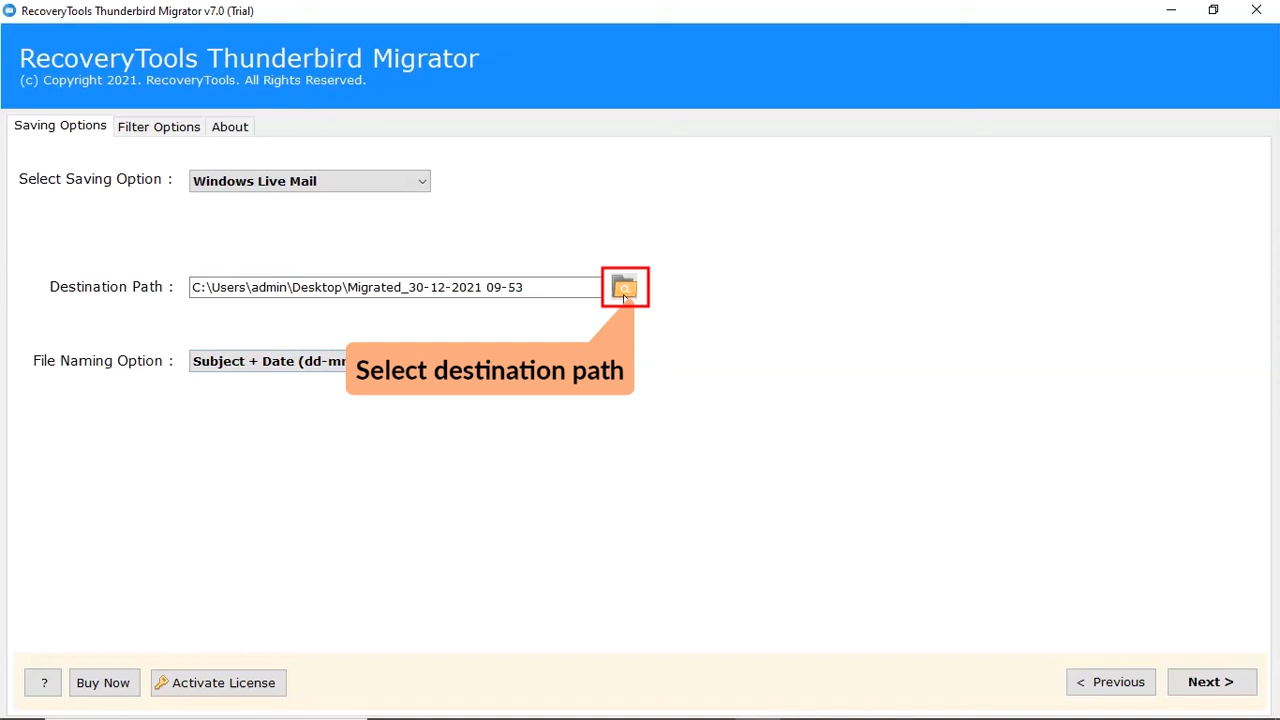 RecoveryTools Thunderbird Migrator v7.0 (Trial)
RecoveryTools Thunderbird Migrator
(c) Copyright 2021. RecoveryTools. All Rights Reserved.
Saving Options Filter Options About
Select Saving Option : Windows Live Mail
Destination Path : C:\Users\admin\Desktop\Migrated_30-12-2021 09-53
File Naming Option : Subject + Date (dd-mm
Select destination path
? Buy Now Activate License < Previous Next >